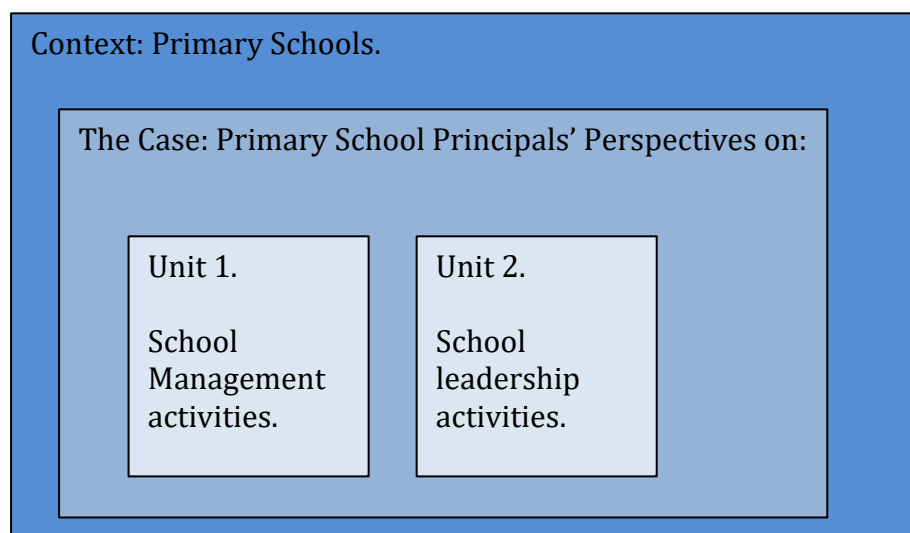 Context: Primary Schools.
The Case: Primary School Principals’ Perspectives on:
Unit 1.
School
Management
activities.
Unit 2.
School
leadership
activities.